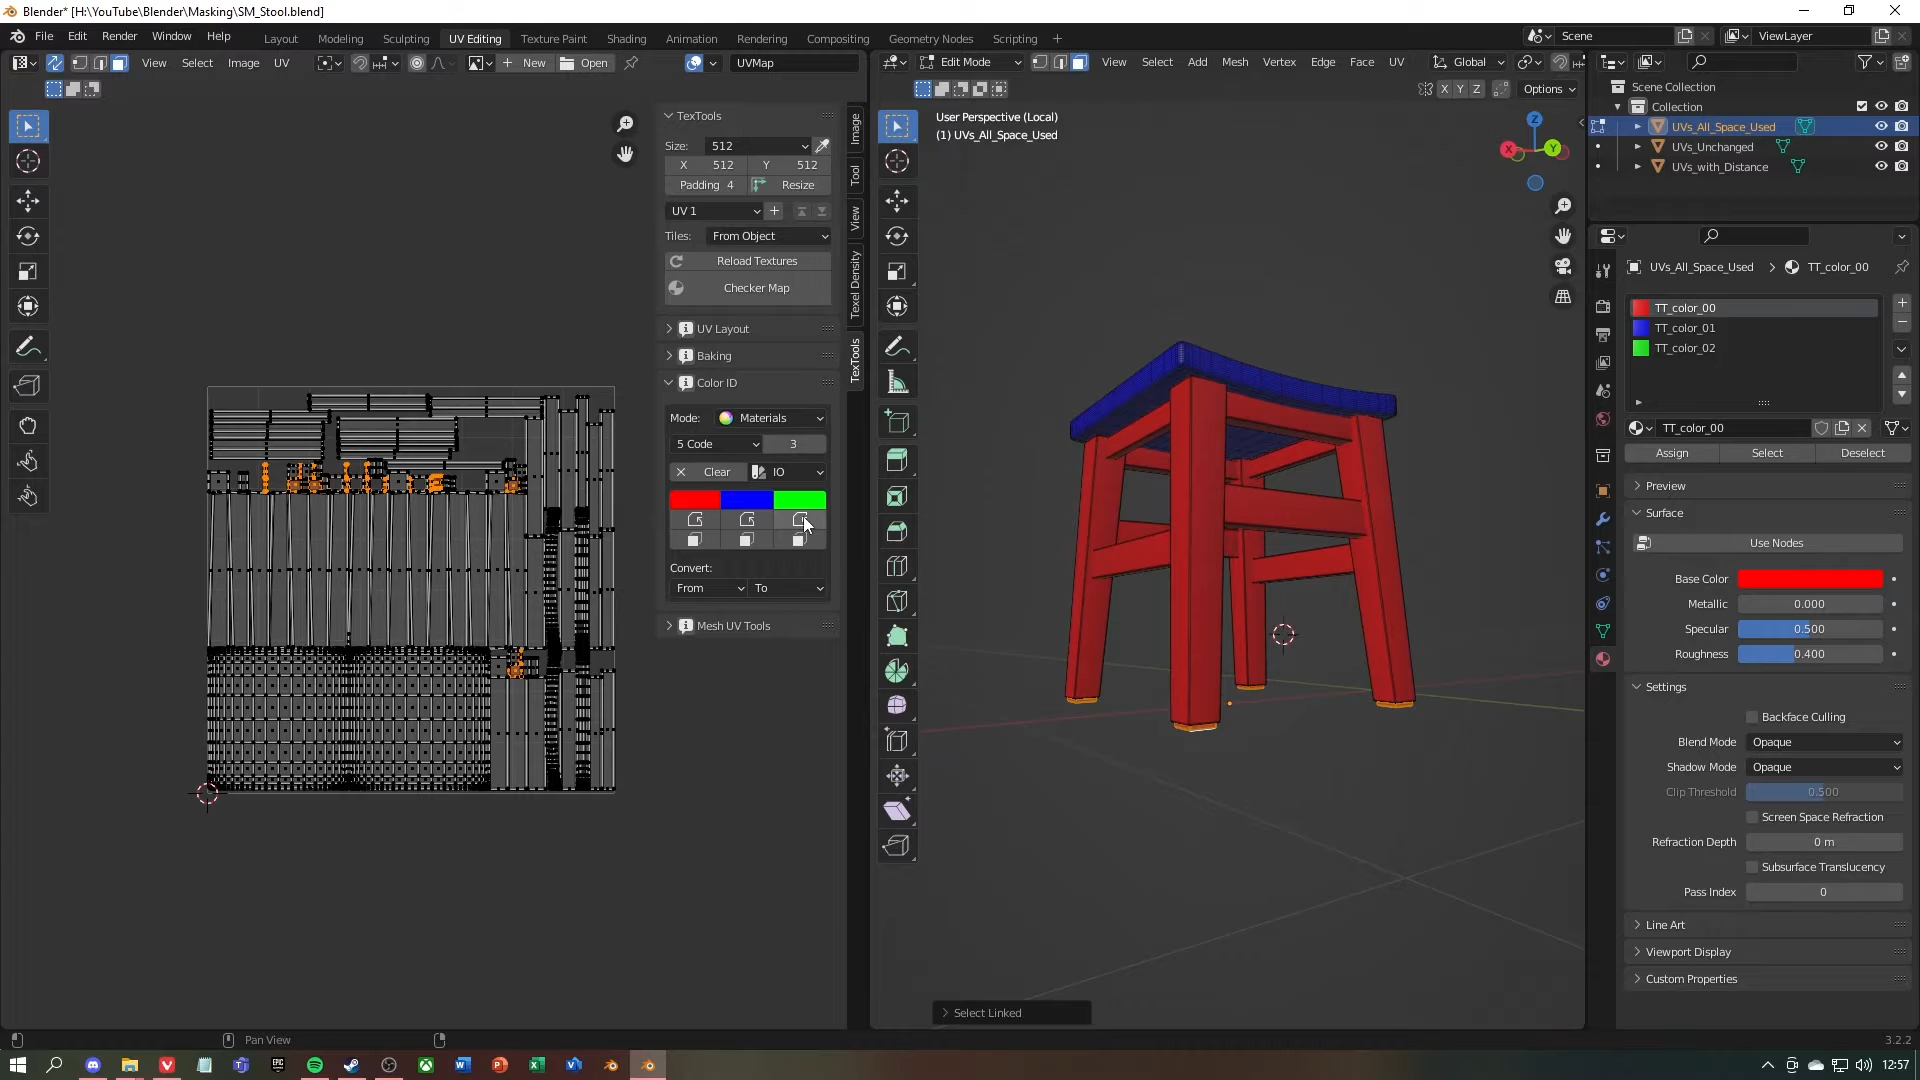 Blender* [H:\YouTube\Blender\Masking\SM_Stool.blend]
File Edit Render Window Help
Layout Modeling Sculpting UV Editing Texture Paint Shading Animation Rendering Compositing Geometry Nodes Scripting +
Scene
ViewLayer
View Select Image UV
New
Open
UVMap
Edit Mode
View Select Add Mesh Vertex Edge Face UV
Global
X Y Z
Options
TexTools
Size: 512
X 512 Y 512
Padding 4
Resize
UV 1
Tiles: From Object
Reload Textures
Checker Map
UV Layout
Baking
Color ID
Mode: Materials
5 Code 3
Clear
IO
Convert:
From To
Mesh UV Tools
Image
Tool
View
Texel Density
TexTools
User Perspective (Local)
(1) UVs_All_Space_Used
Z
X
Y
Select Linked
Scene Collection
Collection
UVs_All_Space_Used
UVs_Unchanged
UVs_with_Distance
UVs_All_Space_Used > TT_color_00
TT_color_00
TT_color_01
TT_color_02
TT_color_00
Assign Select Deselect
Preview
Surface
Use Nodes
Base Color
Metallic 0.000
Specular 0.500
Roughness 0.400
Settings
Backface Culling
Blend Mode Opaque
Shadow Mode Opaque
Clip Threshold 0.500
Screen Space Refraction
Refraction Depth 0 m
Subsurface Translucency
Pass Index 0
Line Art
Viewport Display
Custom Properties
Pan View
3.2.2
12:57